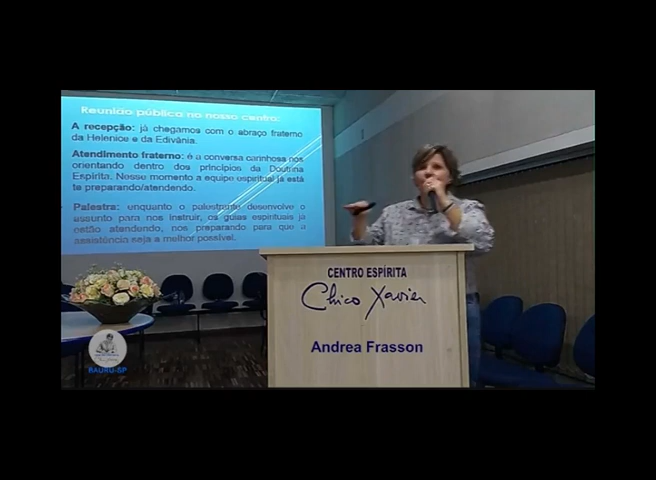 Reunião pública no nosso centro:
A recepção: já chegamos com o abraço fraterno
da Helenice e da Edivânia.
Atendimento fraterno: é a conversa carinhosa nos
orientando dentro dos princípios da Doutrina
Espírita. Nesse momento a equipe espiritual já está
te preparando/atendendo.
Palestra: enquanto o palestrante desenvolve o
assunto para nos instruir, os guias espirituais já
estão atendendo, nos preparando para que a
assistência seja a melhor possível.
CENTRO ESPÍRITA
Chico Xavier
Andrea Frasson
BAURU-SP